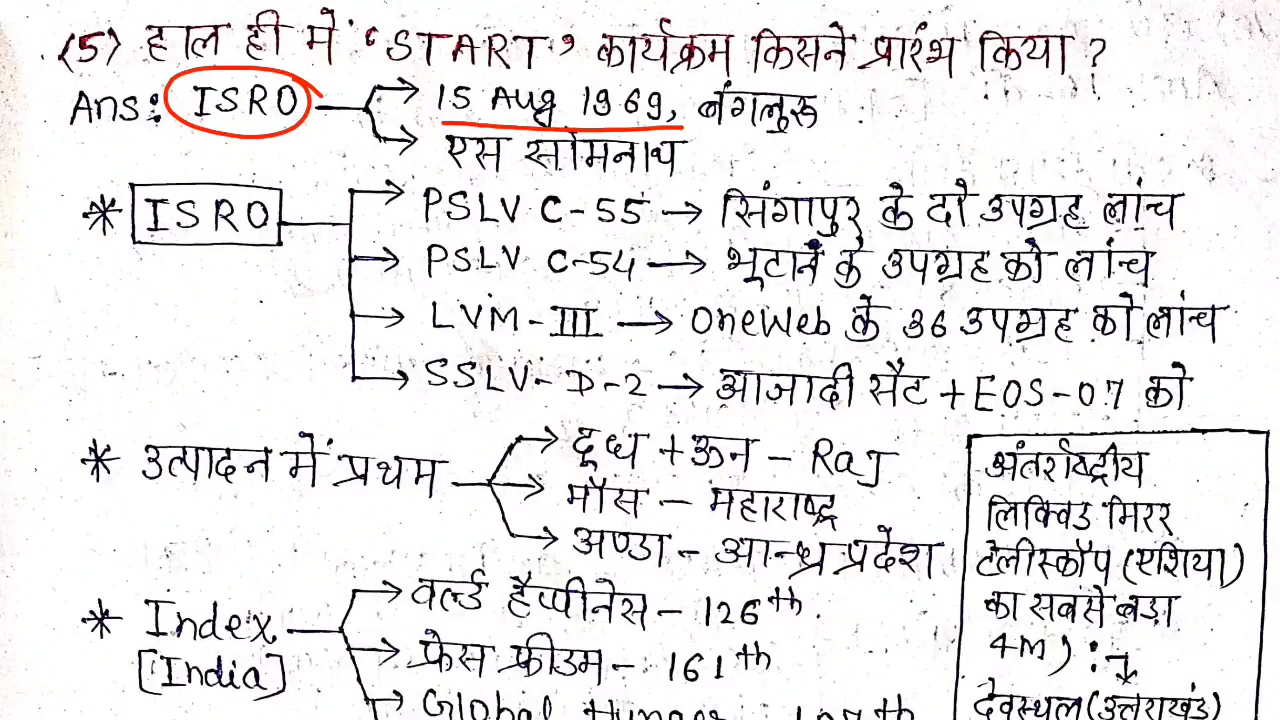 (5) हाल ही में 'START' कार्यक्रम किसने प्रारंभ किया ?
Ans: ISRO → 15 Aug 1969, बंगलुरू
→ एस सोमनाथ
* ISRO → PSLV C-55 → सिंगापुर के दो उपग्रह लांच
→ PSLV C-54 → भूटान के उपग्रह को लांच
→ LVM-III → OneWeb के 36 उपग्रह को लांच
→ SSLV-D-2 → आजादी सैट + EOS-07 को
* उत्पादन में प्रथम → दूध + ऊन - Raj
→ माँस - महाराष्ट्र
→ अण्डा - आन्ध्रप्रदेश
* Index [India] → वर्ल्ड हैप्पीनेस - 126th
→ प्रेस फ्रीडम - 161th
→ Global
अंतर्राष्ट्रीय
लिक्विड मिरर
टेलीस्कॉप (एशिया)
का सबसे बड़ा
4M) :→
देवस्थल (उत्तराखंड)